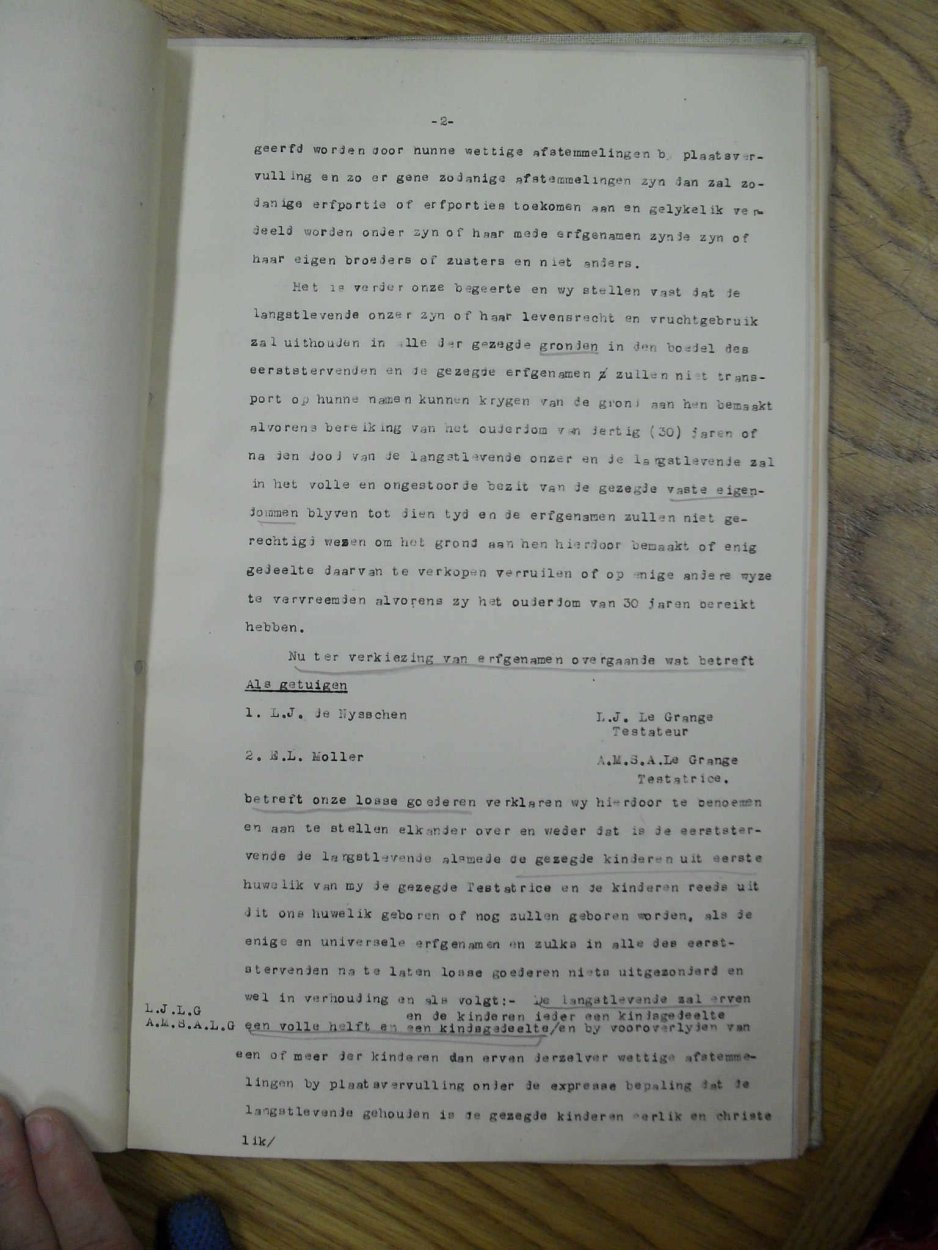 -2-
geerfd worden door hunne wettige afstemmelingen by plaatsver-
vulling en zo er gene zodanige afstemmelingen zyn dan zal zo-
danige erfportie of erfporties toekomen aan en gelykelik ver-
deeld worden onder zyn of haar mede erfgenamen zynde zyn of
haar eigen broeders of zusters en niet anders.
Het is verder onze begeerte en wy stellen vast dat de
langstlevende onzer zyn of haar levensrecht en vruchtgebruik
zal uithouden in alle der gezegde gronden in den boedel des
eerststervenden en de gezegde erfgenamen zullen niet trans-
port op hunne namen kunnen krygen van de grond aan hen bemaakt
alvorens bereiking van het ouderdom van dertig (30) jaren of
na den dood van de langstlevende onzer en de langstlevende zal
in het volle en ongestoorde bezit van de gezegde vaste eigen-
dommen blyven tot dien tyd en de erfgenamen zullen niet ge-
rechtigd wezen om het grond aan hen hierdoor bemaakt of enig
gedeelte daarvan te verkopen verruilen of op enige andere wyze
te vervreemden alvorens zy het ouderdom van 30 jaren bereikt
hebben.
Nu ter verkiezing van erfgenamen overgaande wat betreft
Als getuigen
1. L.J. de Nysschen L.J. Le Grange
Testateur
2. E.L. Moller A.M.S.A.Le Grange
Testatrice.
betreft onze losse goederen verklaren wy hierdoor te benoemen
en aan te stellen elkander over en weder dat is de eerstster-
vende de langstlevende alsmede de gezegde kinderen uit eerste
huwelik van my de gezegde Testatrice en de kinderen reeds uit
dit ons huwelik geboren of nog zullen geboren worden, als de
enige en universele erfgenamen en zulks in alle des eerst-
stervenden na te laten losse goederen niets uitgezonderd en
wel in verhouding en als volgt:- De langstlevende zal erven
L.J.L.G en de kinderen ieder een kindsgedeelte
A.M.S.A.L.G een volle helft en een kindsgedeelte/en by vooroverlyden van
een of meer der kinderen dan erven derzelver wettige afstemme-
lingen by plaatsvervulling onder de expresse bepaling dat de
langstlevende gehouden is de gezegde kinderen eerlik en christe
lik/